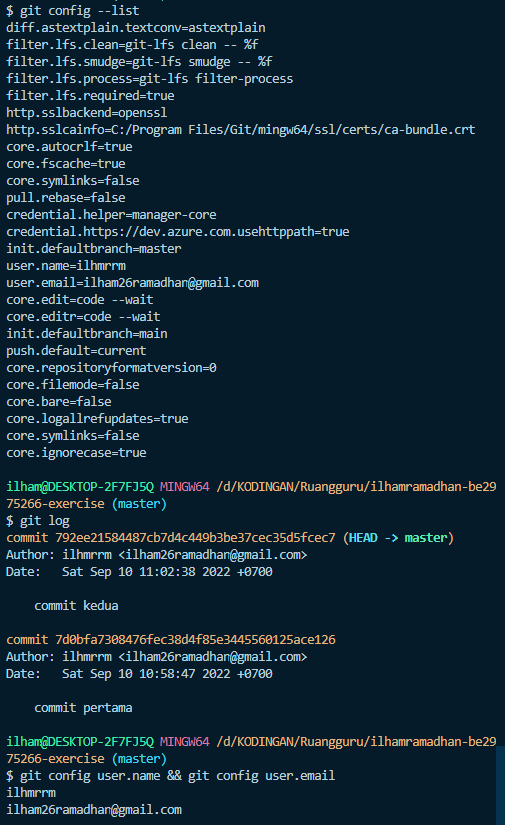 $ git config --list
diff.astextplain.textconv=astextplain
filter.lfs.clean=git-lfs clean -- %f
filter.lfs.smudge=git-lfs smudge -- %f
filter.lfs.process=git-lfs filter-process
filter.lfs.required=true
http.sslbackend=openssl
http.sslcainfo=C:/Program Files/Git/mingw64/ssl/certs/ca-bundle.crt
core.autocrlf=true
core.fscache=true
core.symlinks=false
pull.rebase=false
credential.helper=manager-core
credential.https://dev.azure.com.usehttppath=true
init.defaultbranch=master
user.name=ilhmrrm
user.email=ilham26ramadhan@gmail.com
core.edit=code --wait
core.editr=code --wait
init.defaultbranch=main
push.default=current
core.repositoryformatversion=0
core.filemode=false
core.bare=false
core.logallrefupdates=true
core.symlinks=false
core.ignorecase=true
ilham@DESKTOP-2F7FJ5Q MINGW64 /d/KODINGAN/Ruangguru/ilhamramadhan-be29
75266-exercise (master)
$ git log
commit 792ee21584487cb7d4c449b3be37cec35d5fcec7 (HEAD -> master)
Author: ilhmrrm <ilham26ramadhan@gmail.com>
Date:   Sat Sep 10 11:02:38 2022 +0700
    commit kedua
commit 7d0bfa7308476fec38d4f85e3445560125ace126
Author: ilhmrrm <ilham26ramadhan@gmail.com>
Date:   Sat Sep 10 10:58:47 2022 +0700
    commit pertama
ilham@DESKTOP-2F7FJ5Q MINGW64 /d/KODINGAN/Ruangguru/ilhamramadhan-be29
75266-exercise (master)
$ git config user.name && git config user.email
ilhmrrm
ilham26ramadhan@gmail.com